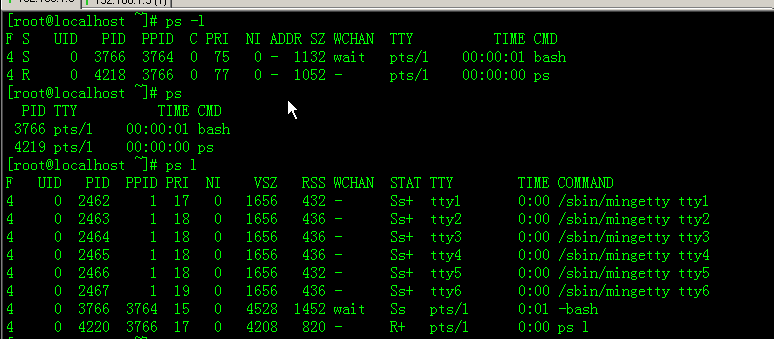 [root@localhost ~]# ps -l
F S   UID   PID  PPID  C PRI  NI ADDR SZ WCHAN  TTY          TIME CMD
4 S     0  3766  3764  0  75   0 -  1132 wait   pts/1    00:00:01 bash
4 R     0  4218  3766  0  77   0 -  1052 -      pts/1    00:00:00 ps
[root@localhost ~]# ps
  PID TTY          TIME CMD
 3766 pts/1    00:00:01 bash
 4219 pts/1    00:00:00 ps
[root@localhost ~]# ps l
F   UID   PID  PPID PRI  NI    VSZ   RSS WCHAN  STAT TTY        TIME COMMAND
4     0  2462     1  17   0   1656   432 -      Ss+  tty1       0:00 /sbin/mingetty tty1
4     0  2463     1  18   0   1656   436 -      Ss+  tty2       0:00 /sbin/mingetty tty2
4     0  2464     1  18   0   1656   436 -      Ss+  tty3       0:00 /sbin/mingetty tty3
4     0  2465     1  18   0   1656   436 -      Ss+  tty4       0:00 /sbin/mingetty tty4
4     0  2466     1  18   0   1656   432 -      Ss+  tty5       0:00 /sbin/mingetty tty5
4     0  2467     1  19   0   1656   436 -      Ss+  tty6       0:00 /sbin/mingetty tty6
4     0  3766  3764  15   0   4528  1452 wait   Ss   pts/1      0:01 -bash
4     0  4220  3766  17   0   4208   820 -      R+   pts/1      0:00 ps l